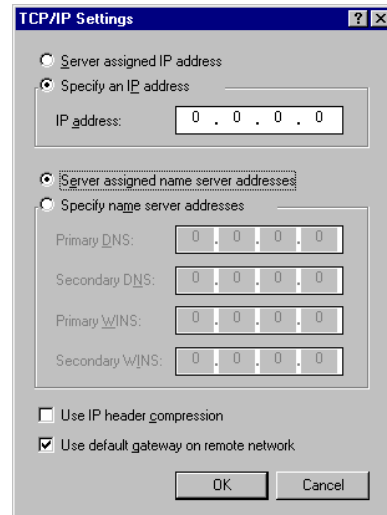 TCP/IP Settings
Server assigned IP address
Specify an IP address
IP address: 0 . 0 . 0 . 0
Server assigned name server addresses
Specify name server addresses
Primary DNS: 0 . 0 . 0 . 0
Secondary DNS: 0 . 0 . 0 . 0
Primary WINS: 0 . 0 . 0 . 0
Secondary WINS: 0 . 0 . 0 . 0
Use IP header compression
Use default gateway on remote network
OK Cancel